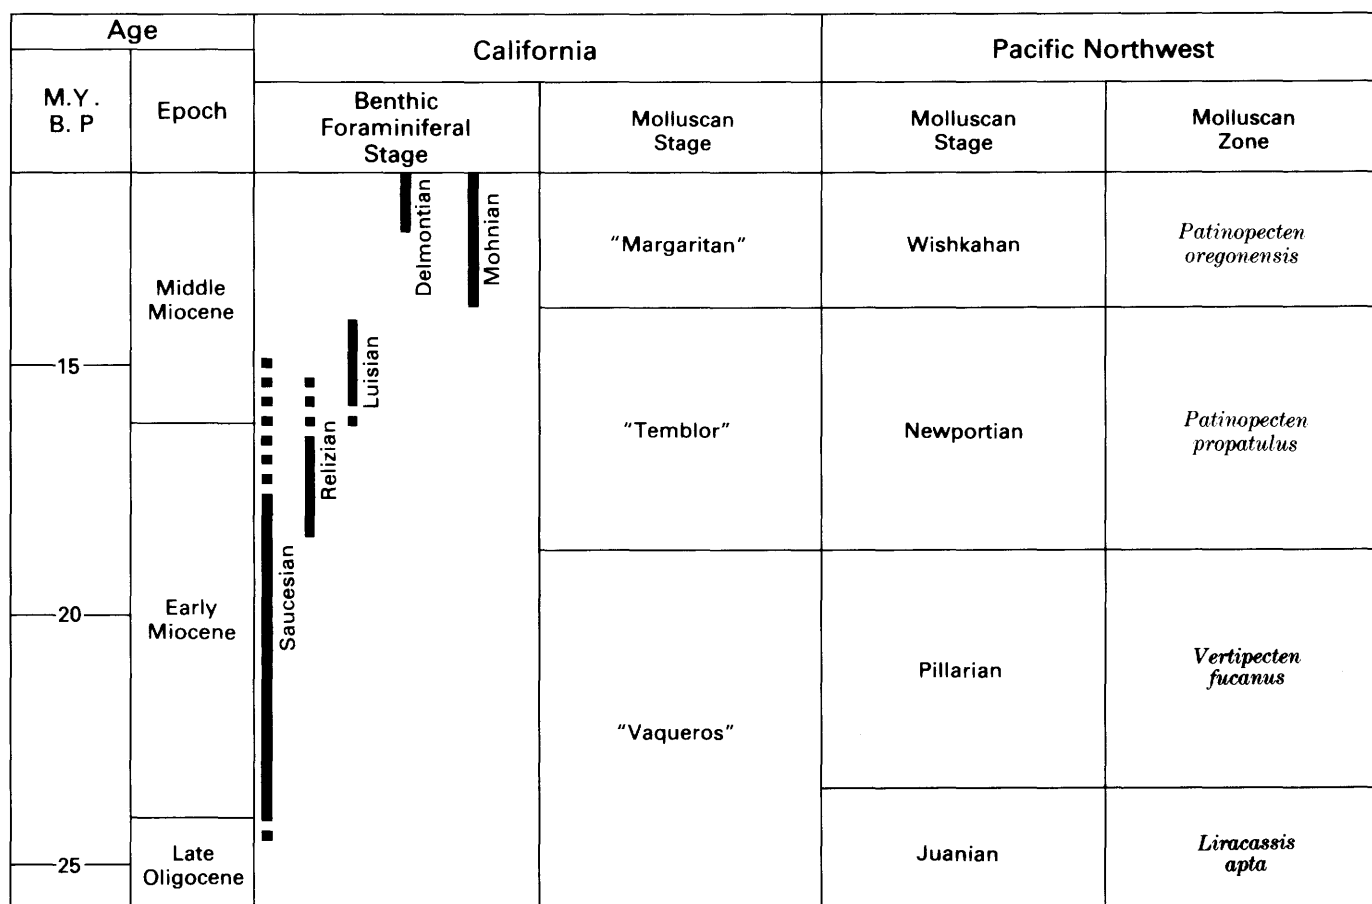 Age
California
Pacific Northwest
M.Y.
B. P
Epoch
Benthic
Foraminiferal
Stage
Molluscan
Stage
Molluscan
Stage
Molluscan
Zone
Delmontian
Mohnian
"Margaritan"
Wishkahan
Patinopecten
oregonensis
Middle
Miocene
Luisian
15
Relizian
"Temblor"
Newportian
Patinopecten
propatulus
Saucesian
Early
Miocene
20
Pillarian
Vertipecten
fucanus
"Vaqueros"
Late
Oligocene
25
Juanian
Liracassis
apta